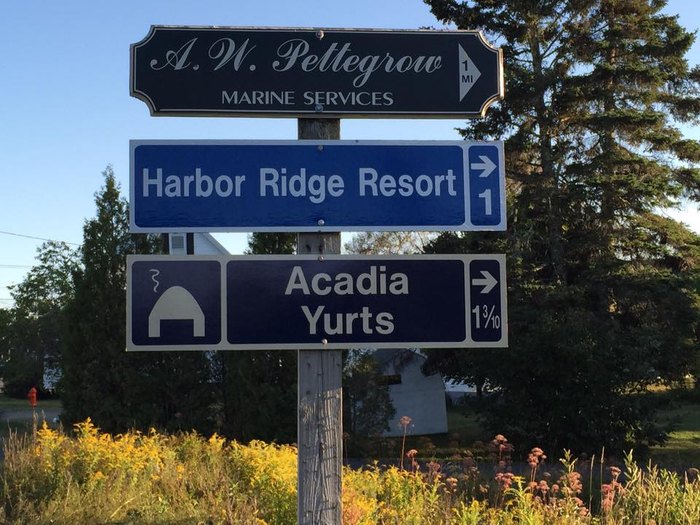 A. W. Pettegrow
MARINE SERVICES
1
MI
Harbor Ridge Resort
1
Acadia
Yurts
1 3/10